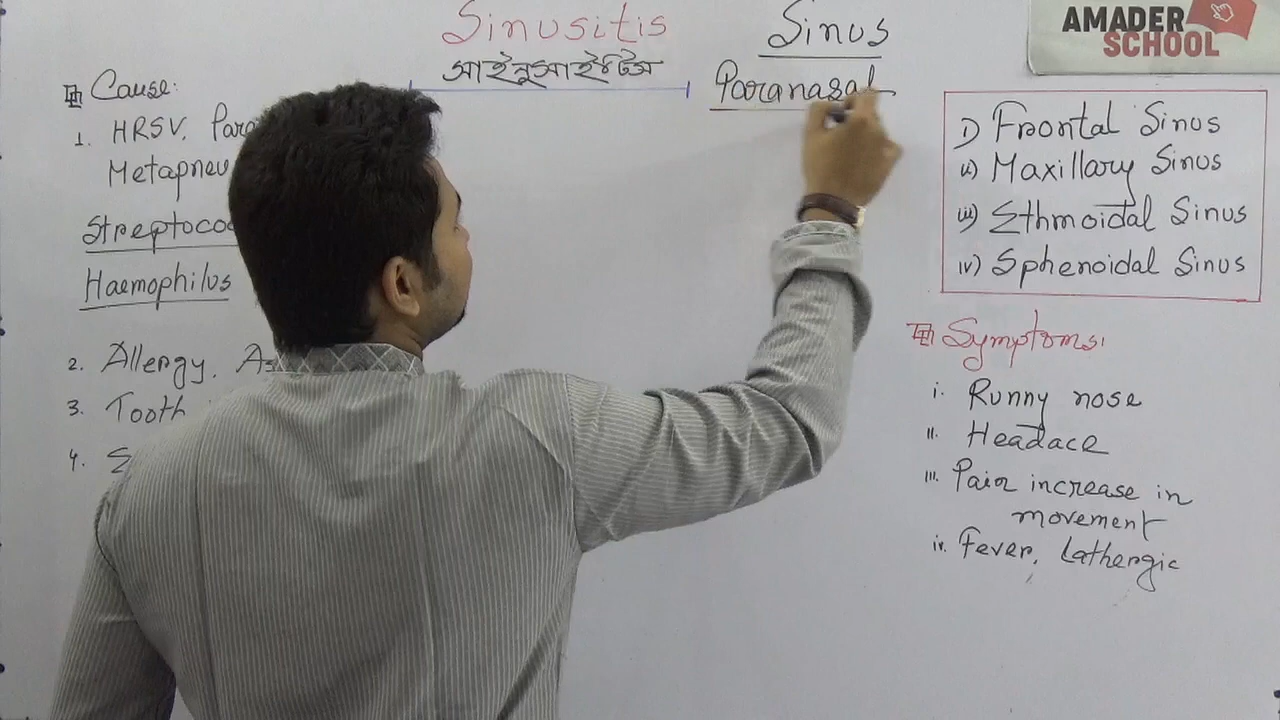 Sinusitis
সাইনুসাইটিস
Sinus
Paranasal
AMADER
SCHOOL
Cause:
1. HRSV, Para
Metapneu
Streptococ
Haemophilus
2. Allergy, As
3. Tooth
4.
i) Frontal Sinus
ii) Maxillary Sinus
iii) Ethmoidal Sinus
iv) Sphenoidal Sinus
Symptoms:
i. Runny nose
ii. Headace
iii. Pain increase in
movement
iv. Fever, Lathergic